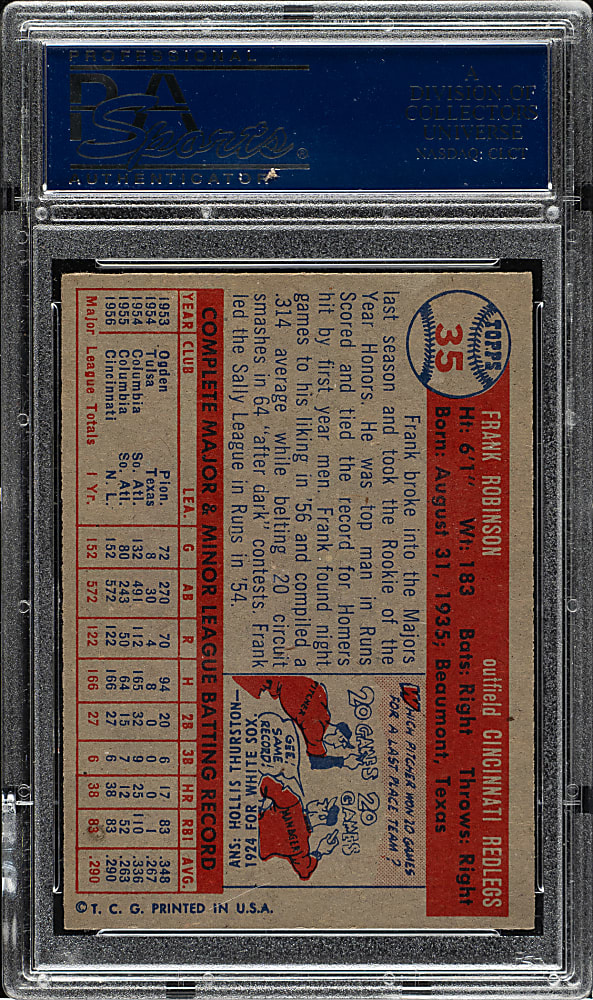 PROFESSIONAL
PSA
Sports®
AUTHENTICATOR
A
DIVISION OF
COLLECTORS
UNIVERSE
NASDAQ: CLCT
TOPPS
35
FRANK ROBINSON outfield CINCINNATI REDLEGS
Ht: 6'1" Wt: 183 Bats: Right Throws: Right
Born: August 31, 1935; Beaumont, Texas
Frank broke into the Majors
last season and took the Rookie of the
Year Honors. He was top man in Runs
Scored and tied the record for Homers
hit by first year men. Frank found night
games to his liking in '56 and compiled a
.314 average while belting 20 circuit
smashes in 64 "after dark" contests. Frank
led the Sally League in Runs in '54.
WHICH PITCHER WON 20 GAMES
FOR A LAST PLACE TEAM?
20 GAMES
20 GAMES
PITCHER
GEE,
SAME
RECORD?
MANAGER
ANS: HOLLIS THURSTON—
1924 WHITE SOX
COMPLETE MAJOR & MINOR LEAGUE BATTING RECORD
YEAR CLUB LEA. G AB R H 2B 3B HR RBI AVG.
1953 Ogden Pion. 72 270 70 94 20 6 17 83 .348
1954 Tulsa Texas 8 30 4 8 0 0 0 1 .267
1954 Columbia So. Atl. 132 491 112 165 32 9 25 110 .336
1955 Columbia So. Atl. 80 243 50 64 15 7 12 52 .263
1956 Cincinnati N. L. 152 572 122 166 27 6 38 83 .290
Major League Totals 1 Yr. 152 572 122 166 27 6 38 83 .290
© T. C. G. PRINTED IN U.S.A.